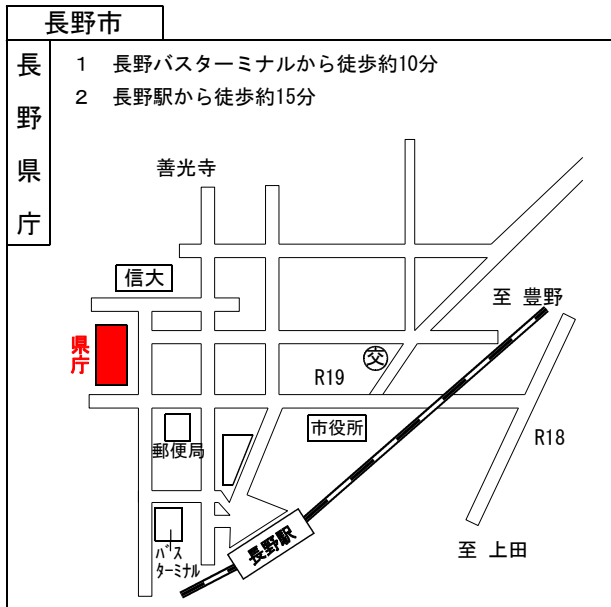 長野市
長野県庁
1 長野バスターミナルから徒歩約10分
2 長野駅から徒歩約15分
善光寺
信大
至 豊野
県庁
交
R19
市役所
郵便局
R18
長野駅
至 上田
ﾊﾞｽ
ﾀｰﾐﾅﾙ